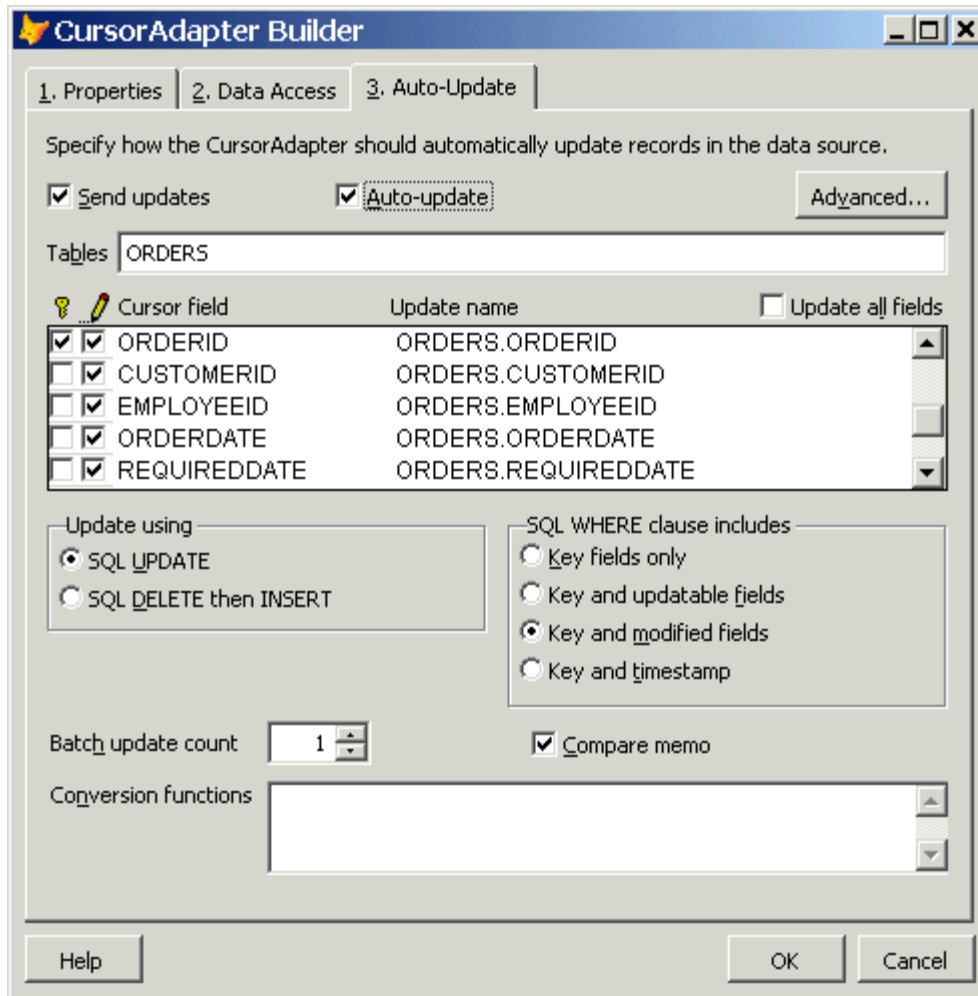 CursorAdapter Builder
1. Properties 2. Data Access 3. Auto-Update
Specify how the CursorAdapter should automatically update records in the data source.
Send updates Auto-update Advanced...
Tables ORDERS
Cursor field Update name Update all fields
ORDERID ORDERS.ORDERID
CUSTOMERID ORDERS.CUSTOMERID
EMPLOYEEID ORDERS.EMPLOYEEID
ORDERDATE ORDERS.ORDERDATE
REQUIREDDATE ORDERS.REQUIREDDATE
Update using
SQL UPDATE
SQL DELETE then INSERT
SQL WHERE clause includes
Key fields only
Key and updatable fields
Key and modified fields
Key and timestamp
Batch update count 1 Compare memo
Conversion functions
Help OK Cancel